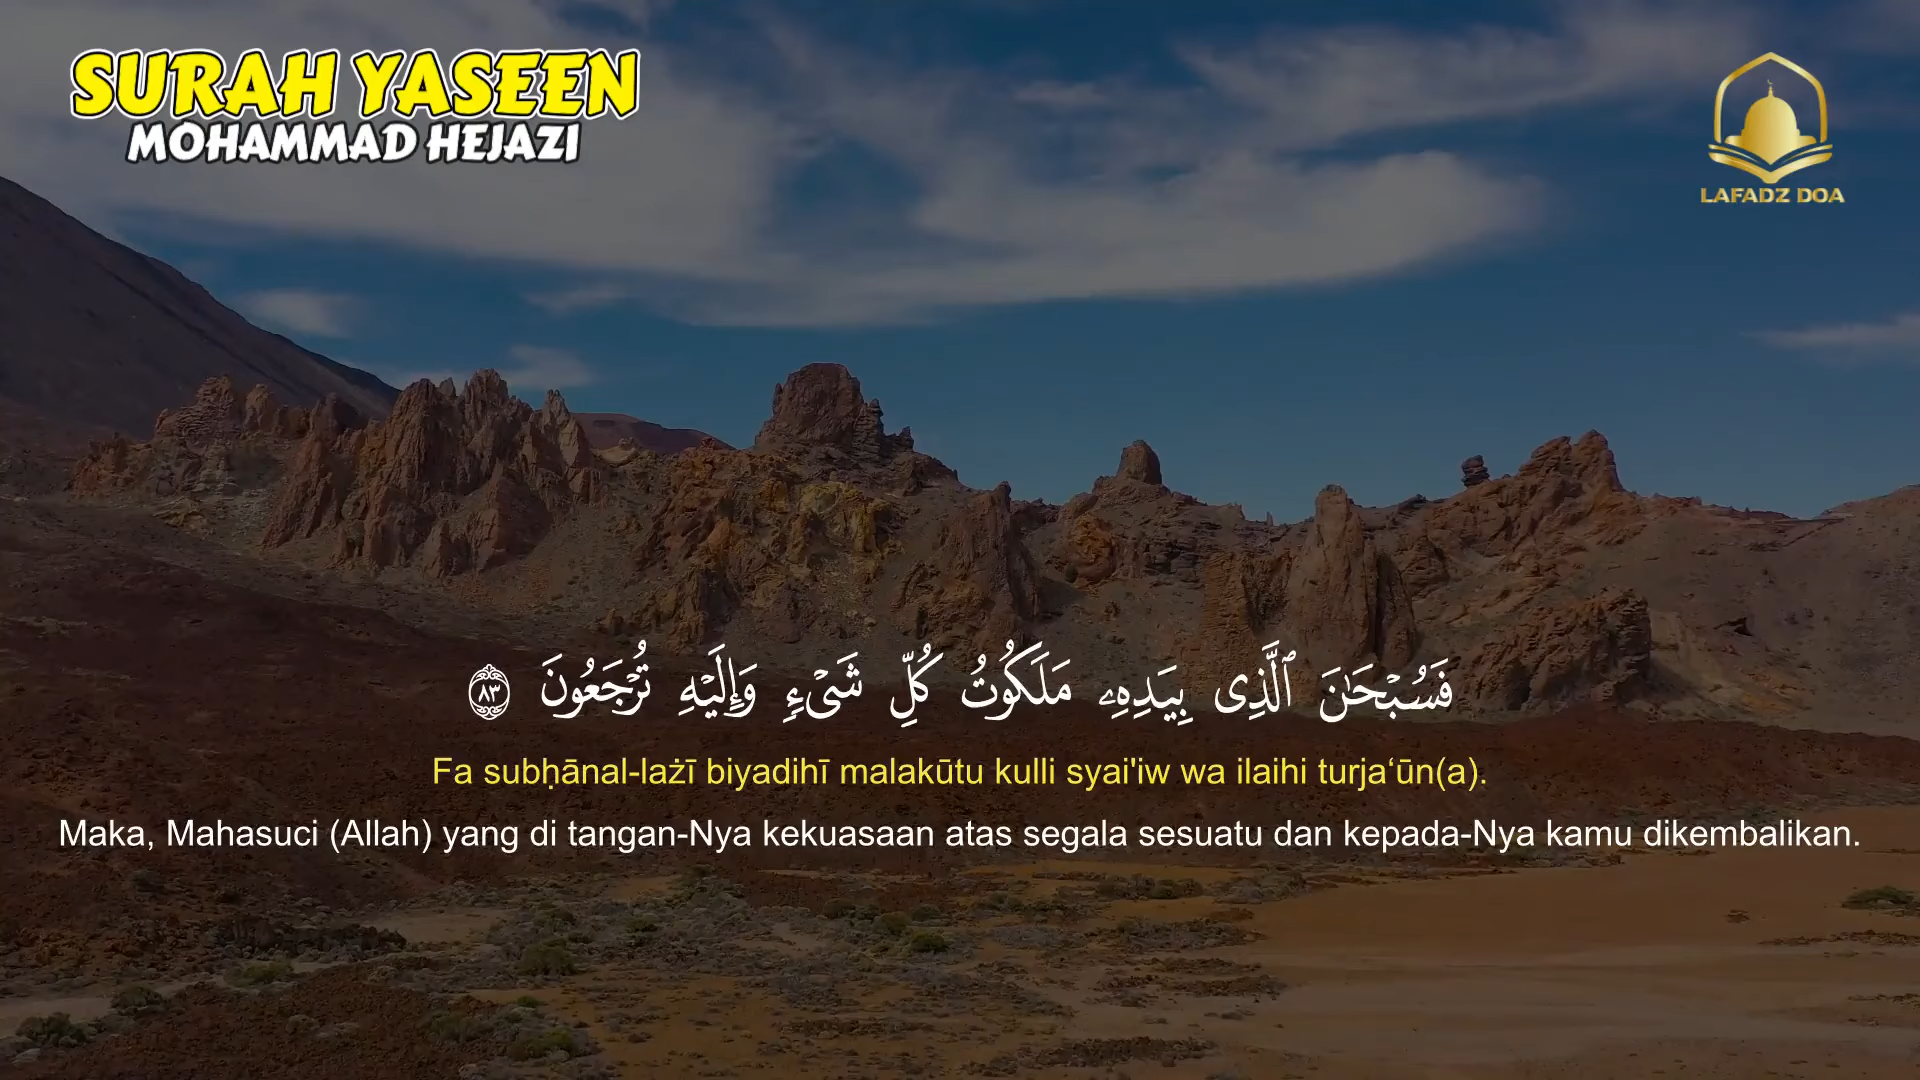 SURAH YASEEN
MOHAMMAD HEJAZI
LAFADZ DOA
فَسُبْحَٰنَ ٱلَّذِى بِيَدِهِۦ مَلَكُوتُ كُلِّ شَىْءٍ وَإِلَيْهِ تُرْجَعُونَ ٨٣
Fa subḥānal-lażī biyadihī malakūtu kulli syai'iw wa ilaihi turja‘ūn(a).
Maka, Mahasuci (Allah) yang di tangan-Nya kekuasaan atas segala sesuatu dan kepada-Nya kamu dikembalikan.